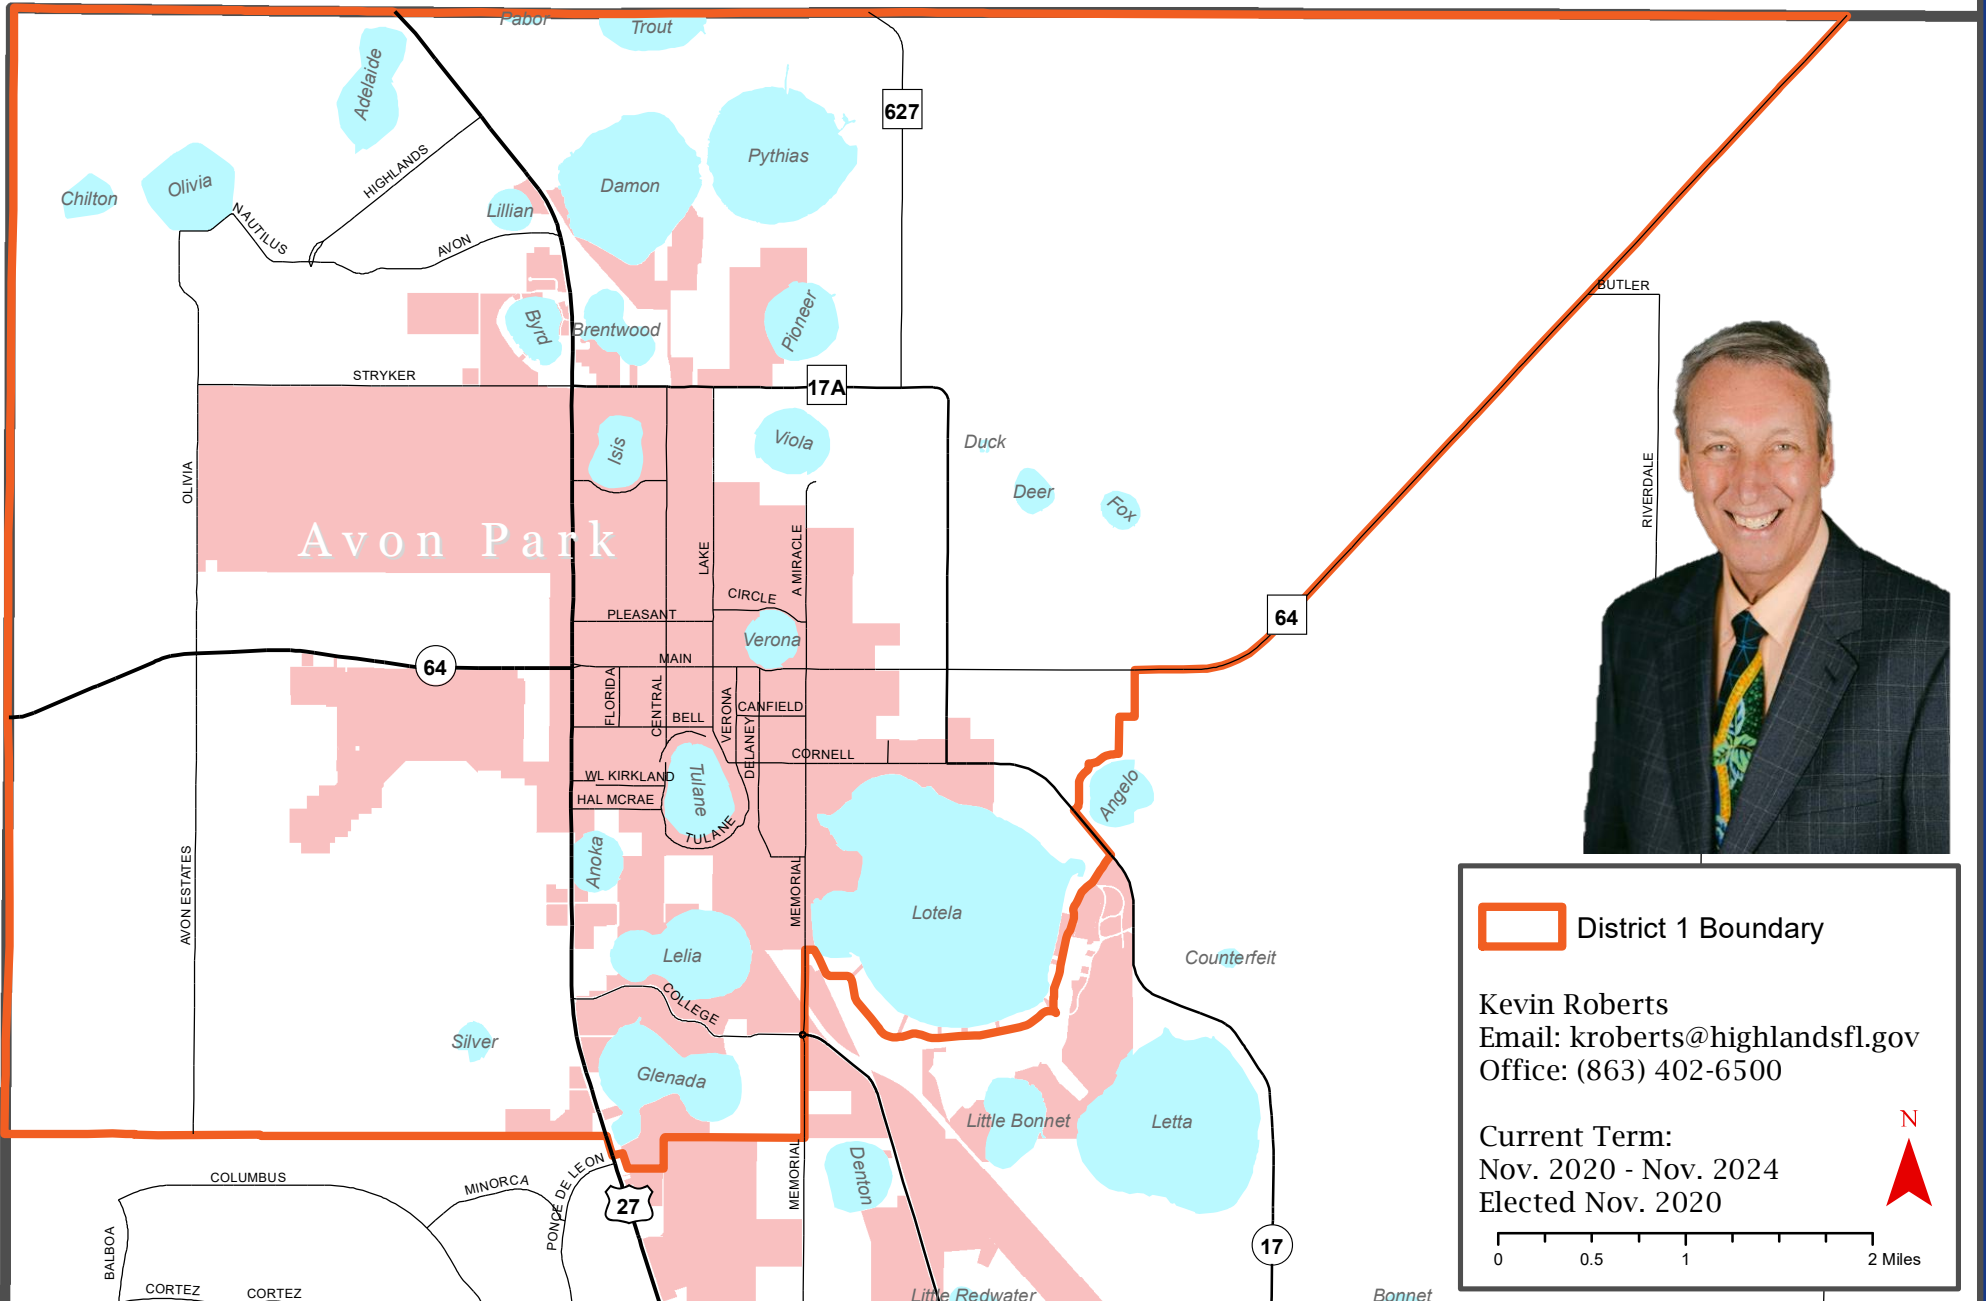 Pabor
Trout
Adelaide
627
Pythias
Damon
HIGHLANDS
Chilton
Olivia
Lillian
NAUTILUS
AVON
BUTLER
Byrd
Brentwood
Pioneer
STRYKER
17A
Isis
Viola
Duck
OLIVIA
Deer
Fox
RIVERDALE
Avon Park
LAKE
A MIRACLE
CIRCLE
PLEASANT
64
Verona
MAIN
64
FLORIDA
CENTRAL
BELL
VERONA
CANFIELD
DELANEY
CORNELL
WL KIRKLAND
Tulane
HAL MCRAE
TULANE
Angelo
Anoka
AVON ESTATES
MEMORIAL
Lotela
Lelia
Counterfeit
COLLEGE
Silver
Glenada
Little Bonnet
Letta
COLUMBUS
MINORCA
PONCE DE LEON
MEMORIAL
Denton
27
BALBOA
17
CORTEZ
CORTEZ
Little Redwater
Bonnet
District 1 Boundary
Kevin Roberts
Email: kroberts@highlandsfl.gov
Office: (863) 402-6500
Current Term:
Nov. 2020 - Nov. 2024
Elected Nov. 2020
N
0 0.5 1 2 Miles